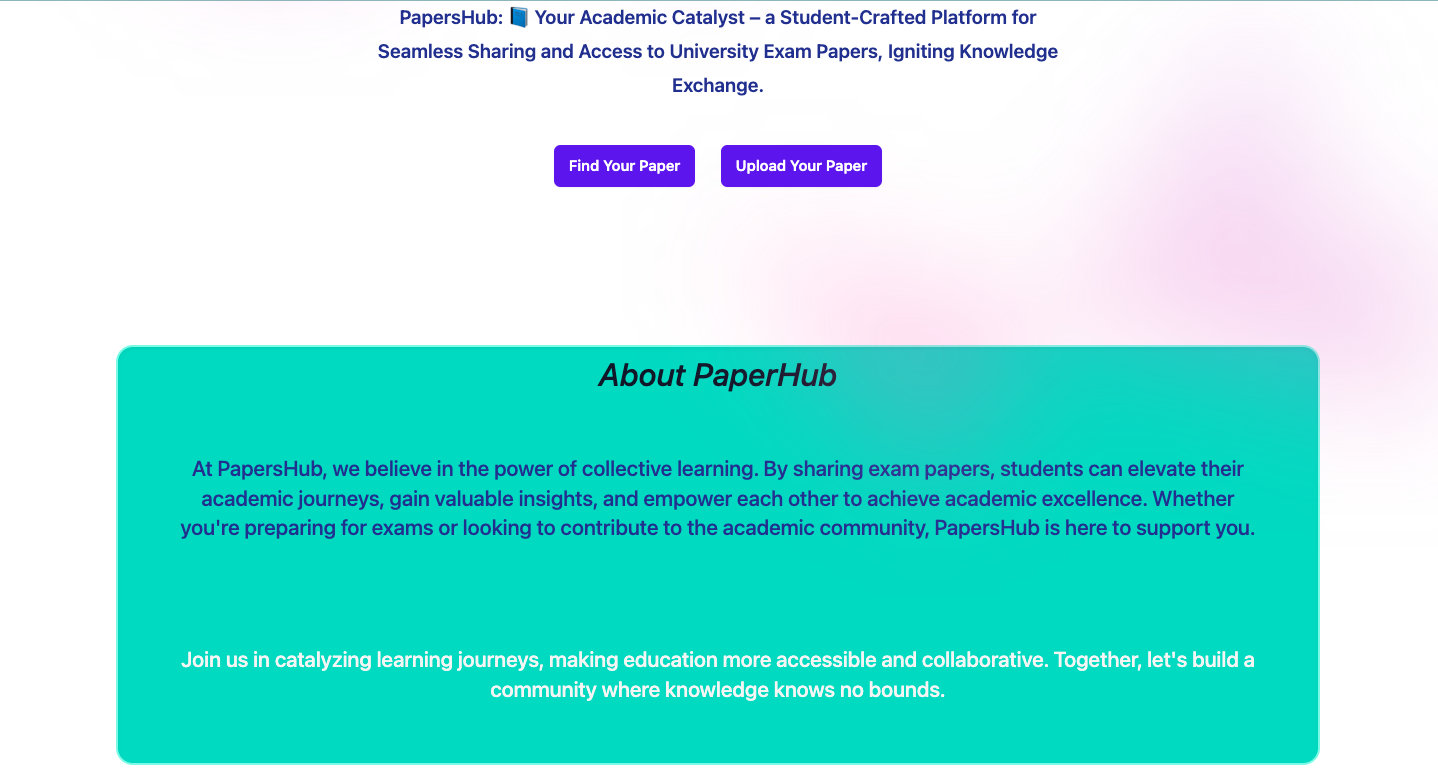 PapersHub: 📘 Your Academic Catalyst – a Student-Crafted Platform for
Seamless Sharing and Access to University Exam Papers, Igniting Knowledge
Exchange.
Find Your Paper
Upload Your Paper
About PaperHub
At PapersHub, we believe in the power of collective learning. By sharing exam papers, students can elevate their
academic journeys, gain valuable insights, and empower each other to achieve academic excellence. Whether
you're preparing for exams or looking to contribute to the academic community, PapersHub is here to support you.
Join us in catalyzing learning journeys, making education more accessible and collaborative. Together, let's build a
community where knowledge knows no bounds.